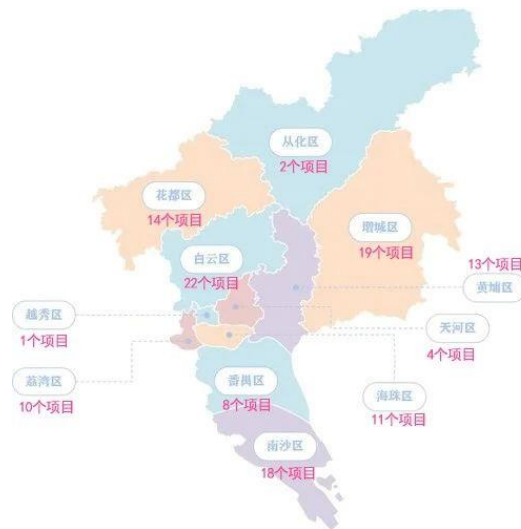 从化区
2个项目
花都区
14个项目
增城区
19个项目
白云区
22个项目
13个项目
黄埔区
越秀区
1个项目
天河区
4个项目
荔湾区
10个项目
番禺区
8个项目
海珠区
11个项目
南沙区
18个项目